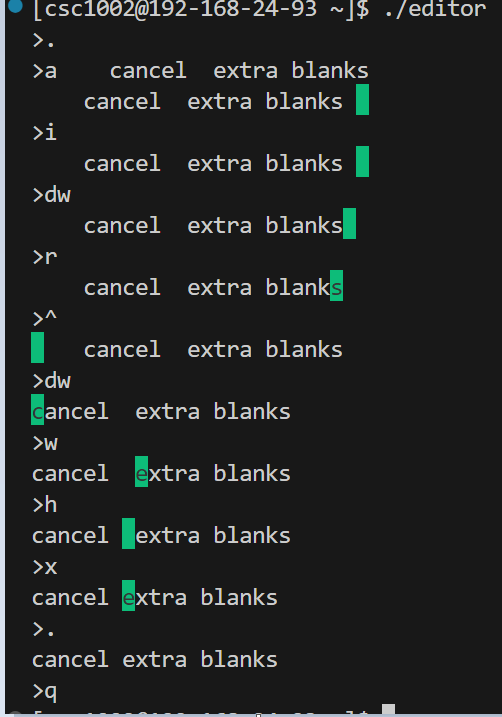 [csc1002@192-168-24-93 ~]$ ./editor
>.
>a    cancel  extra blanks
    cancel  extra blanks
>i
    cancel  extra blanks
>dw
    cancel  extra blanks
>r
    cancel  extra blanks
>^
    cancel  extra blanks
>dw
cancel  extra blanks
>w
cancel  extra blanks
>h
cancel  extra blanks
>x
cancel extra blanks
>.
cancel extra blanks
>q